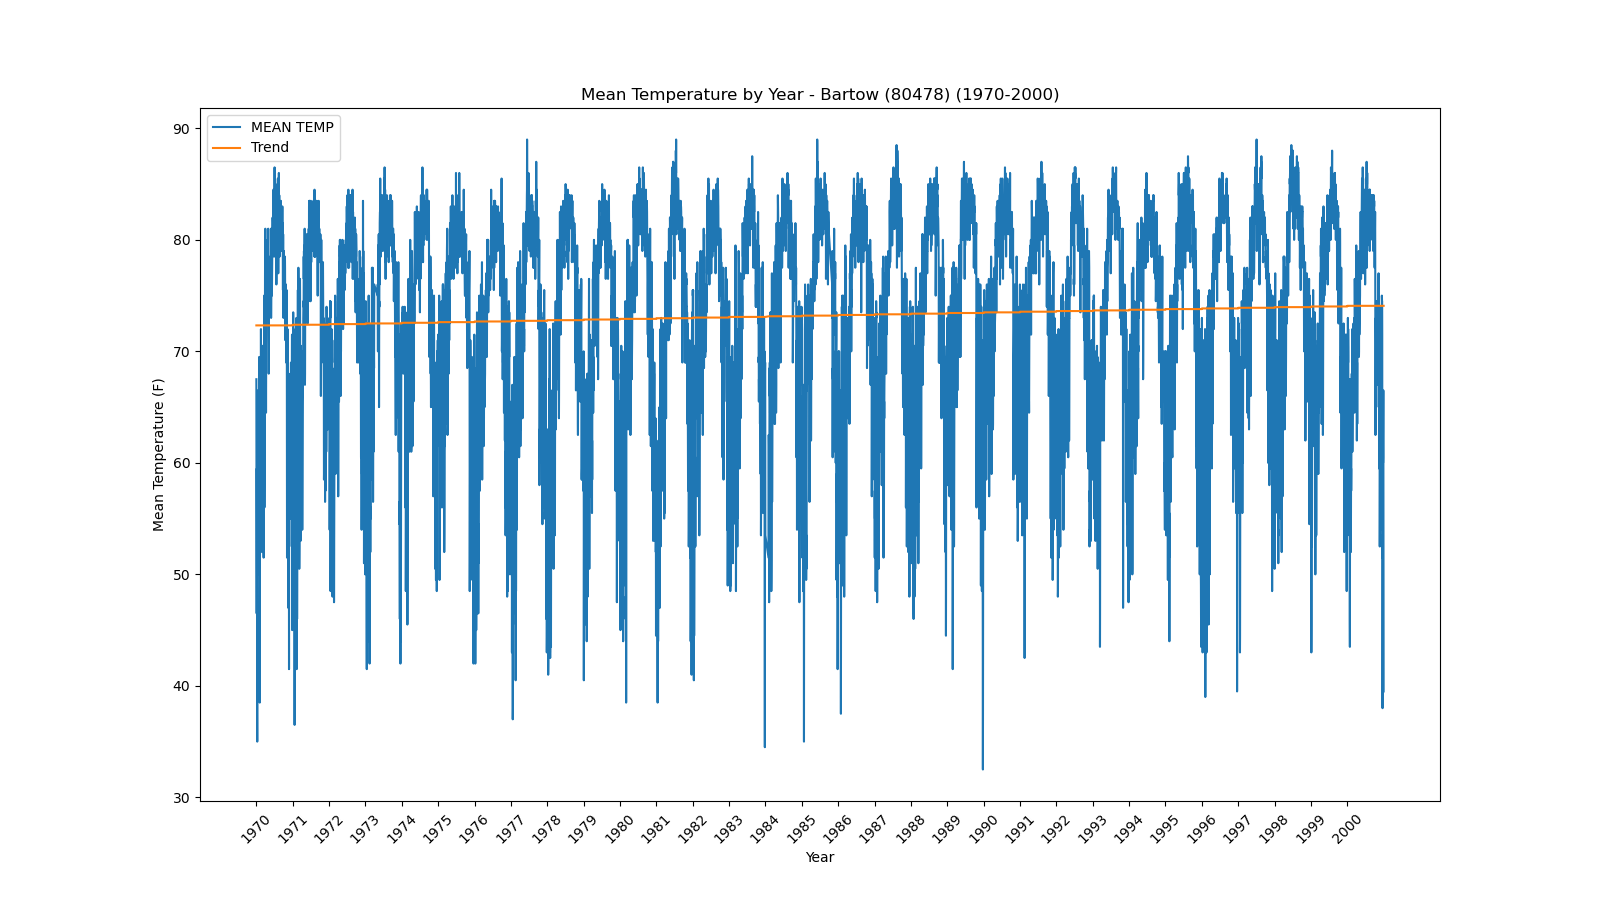 Mean Temperature by Year - Bartow (80478) (1970-2000)
MEAN TEMP
Trend
90
80
70
60
50
40
30
Mean Temperature (F)
1970 1971 1972 1973 1974 1975 1976 1977 1978 1979 1980 1981 1982 1983 1984 1985 1986 1987 1988 1989 1990 1991 1992 1993 1994 1995 1996 1997 1998 1999 2000
Year